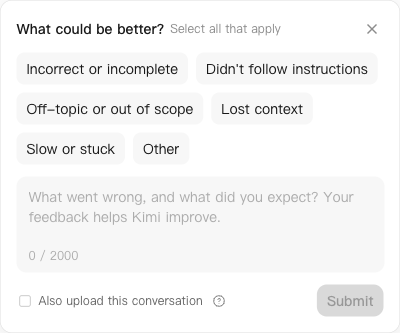 What could be better? Select all that apply
Incorrect or incomplete Didn't follow instructions
Off-topic or out of scope Lost context
Slow or stuck Other
What went wrong, and what did you expect? Your
feedback helps Kimi improve.
0 / 2000
Also upload this conversation ? Submit